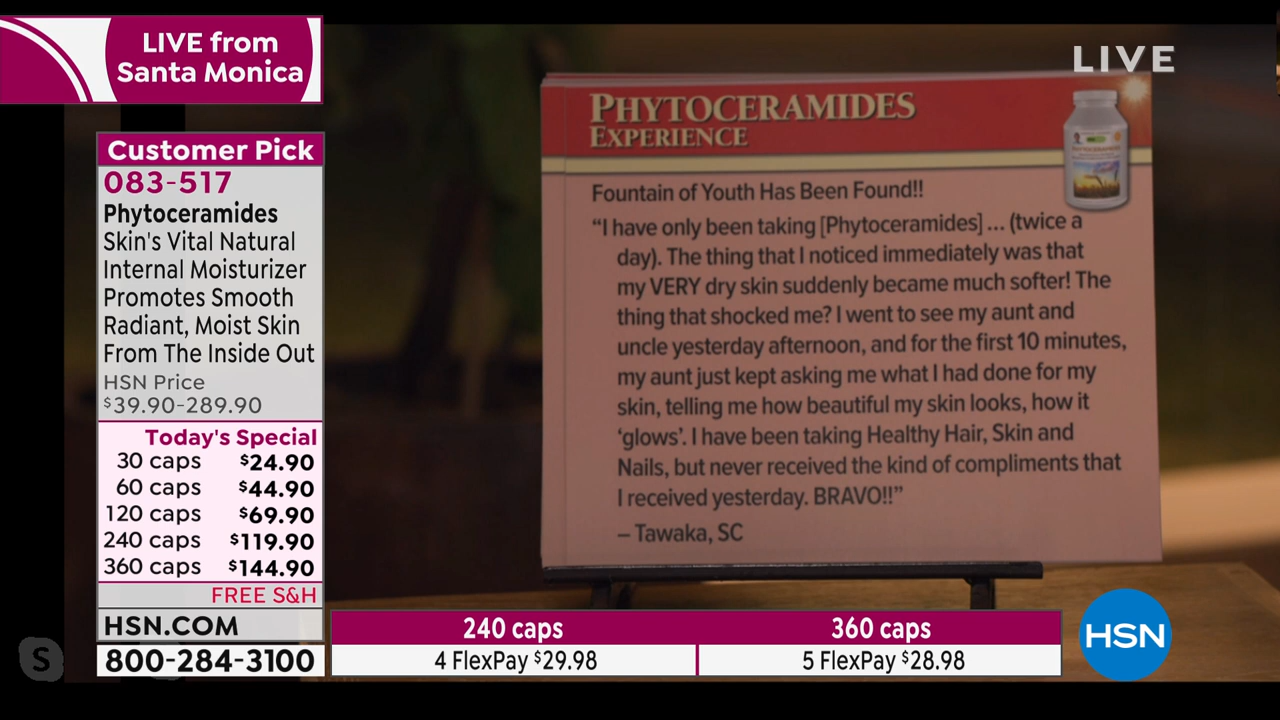 LIVE from
Santa Monica
LIVE
Customer Pick
083-517
Phytoceramides
Skin's Vital Natural
Internal Moisturizer
Promotes Smooth
Radiant, Moist Skin
From The Inside Out
HSN Price
$39.90-289.90
Today's Special
30 caps $24.90
60 caps $44.90
120 caps $69.90
240 caps $119.90
360 caps $144.90
FREE S&H
HSN.COM
800-284-3100
PHYTOCERAMIDES
EXPERIENCE
Fountain of Youth Has Been Found!!
“I have only been taking [Phytoceramides] ... (twice a
day). The thing that I noticed immediately was that
my VERY dry skin suddenly became much softer! The
thing that shocked me? I went to see my aunt and
uncle yesterday afternoon, and for the first 10 minutes,
my aunt just kept asking me what I had done for my
skin, telling me how beautiful my skin looks, how it
‘glows’. I have been taking Healthy Hair, Skin and
Nails, but never received the kind of compliments that
I received yesterday. BRAVO!!”
– Tawaka, SC
240 caps 360 caps
4 FlexPay $29.98 5 FlexPay $28.98
HSN
S